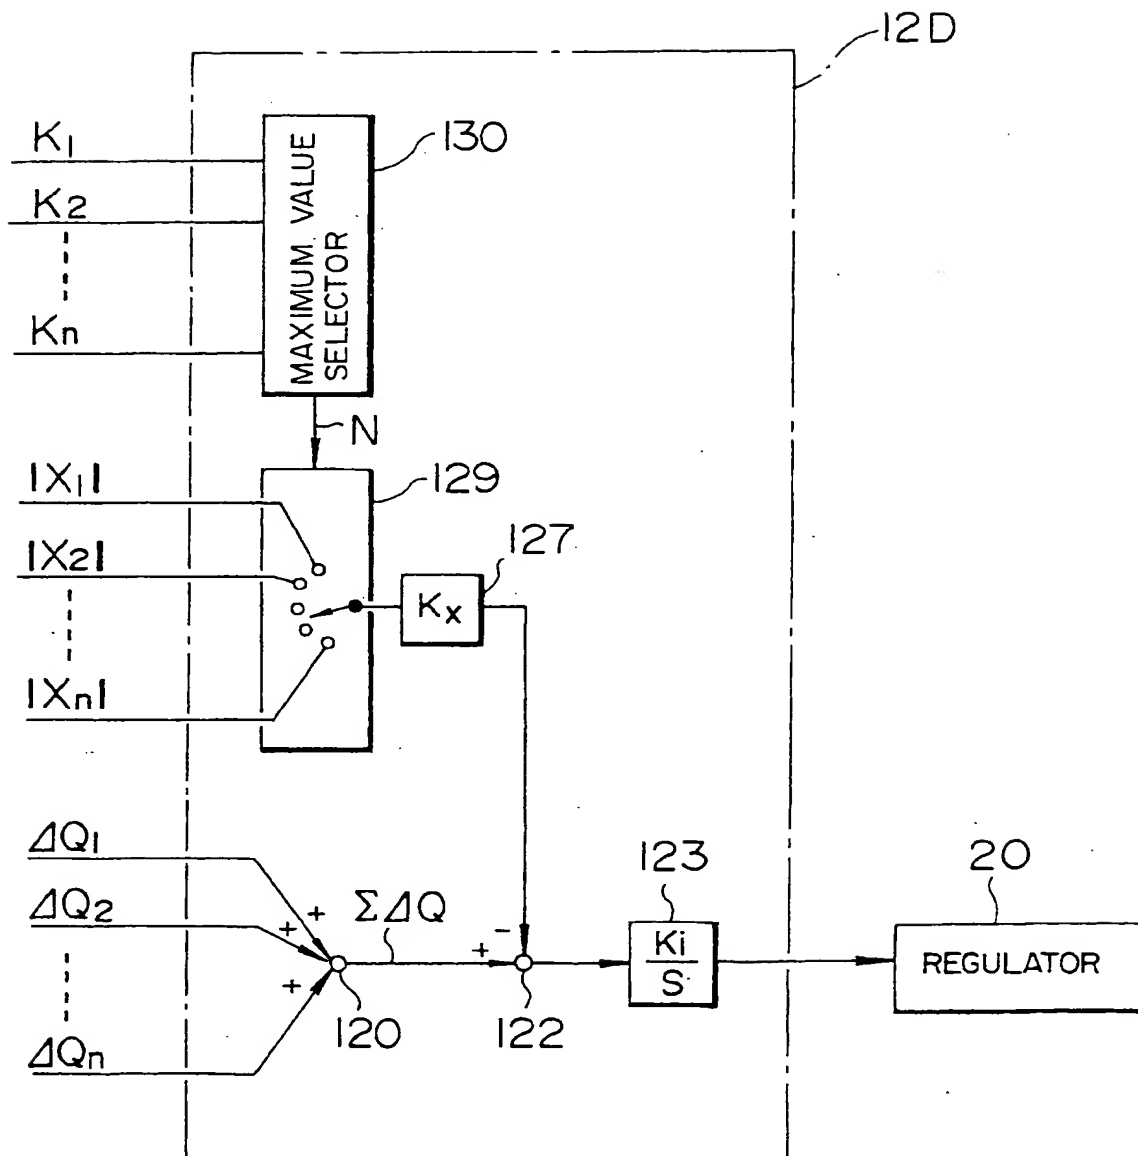 12D
K1
130
K2
MAXIMUM VALUE
SELECTOR
Kn
N
|X1|
129
|X2|
127
Kx
|Xn|
ΔQ1
123
20
ΔQ2
+
ΣΔQ
-
+
+
Ki
S
REGULATOR
+
120
122
ΔQn